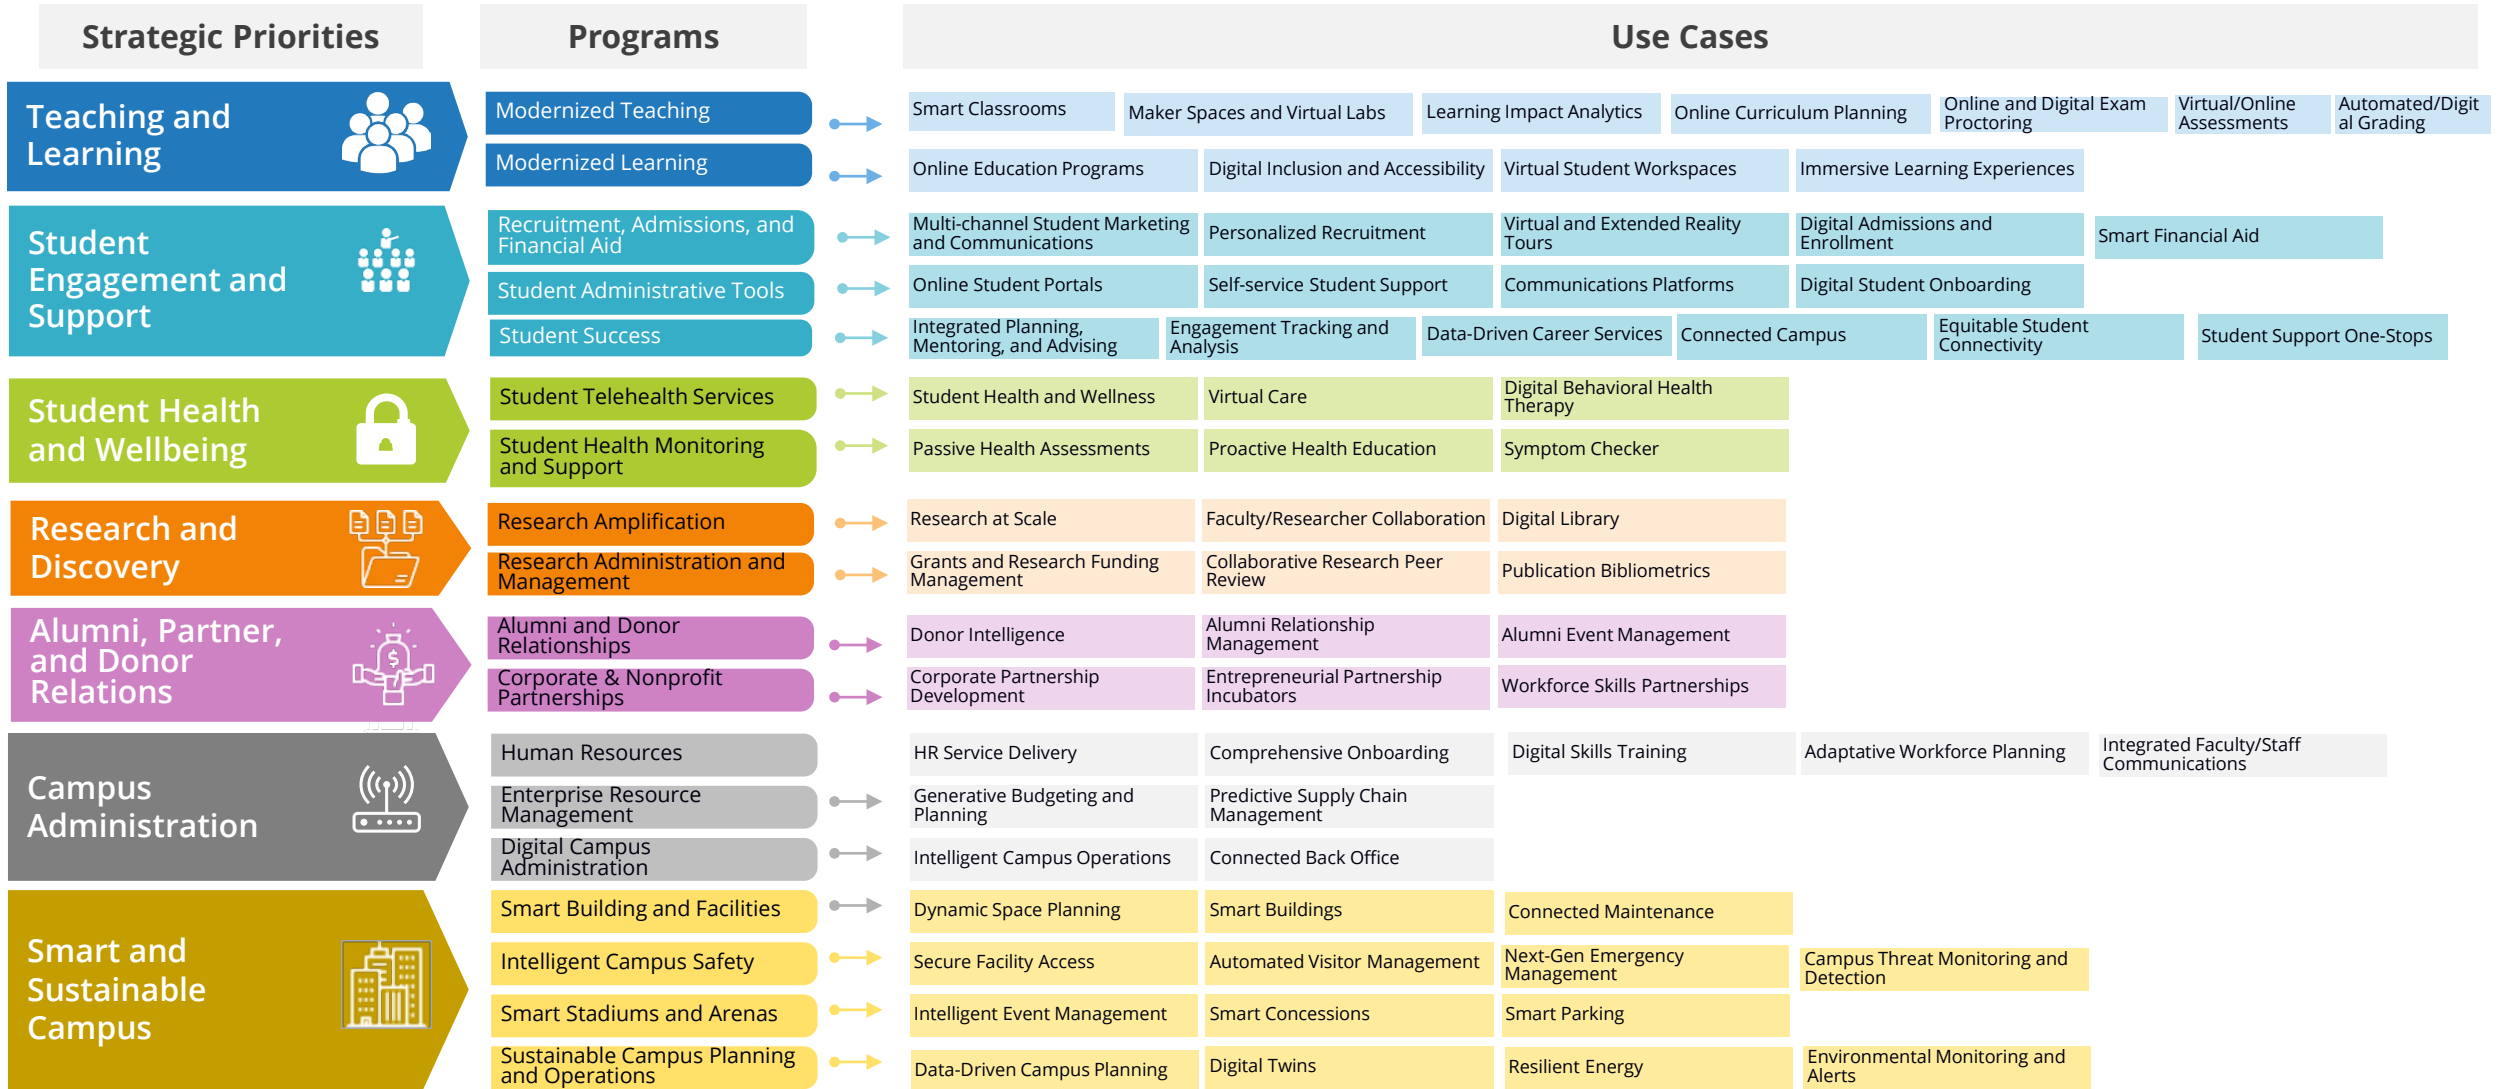 Strategic Priorities
Programs
Use Cases
Teaching and
Learning
Modernized Teaching
Smart Classrooms
Maker Spaces and Virtual Labs
Learning Impact Analytics
Online Curriculum Planning
Online and Digital Exam
Proctoring
Virtual/Online
Assessments
Automated/Digit
al Grading
Modernized Learning
Online Education Programs
Digital Inclusion and Accessibility
Virtual Student Workspaces
Immersive Learning Experiences
Student
Engagement and
Support
Recruitment, Admissions, and
Financial Aid
Multi-channel Student Marketing
and Communications
Personalized Recruitment
Virtual and Extended Reality
Tours
Digital Admissions and
Enrollment
Smart Financial Aid
Student Administrative Tools
Online Student Portals
Self-service Student Support
Communications Platforms
Digital Student Onboarding
Student Success
Integrated Planning,
Mentoring, and Advising
Engagement Tracking and
Analysis
Data-Driven Career Services
Connected Campus
Equitable Student
Connectivity
Student Support One-Stops
Student Health
and Wellbeing
Student Telehealth Services
Student Health and Wellness
Virtual Care
Digital Behavioral Health
Therapy
Student Health Monitoring
and Support
Passive Health Assessments
Proactive Health Education
Symptom Checker
Research and
Discovery
Research Amplification
Research at Scale
Faculty/Researcher Collaboration
Digital Library
Research Administration and
Management
Grants and Research Funding
Management
Collaborative Research Peer
Review
Publication Bibliometrics
Alumni, Partner,
and Donor
Relations
Alumni and Donor
Relationships
Donor Intelligence
Alumni Relationship
Management
Alumni Event Management
Corporate & Nonprofit
Partnerships
Corporate Partnership
Development
Entrepreneurial Partnership
Incubators
Workforce Skills Partnerships
Campus
Administration
Human Resources
HR Service Delivery
Comprehensive Onboarding
Digital Skills Training
Adaptative Workforce Planning
Integrated Faculty/Staff
Communications
Enterprise Resource
Management
Generative Budgeting and
Planning
Predictive Supply Chain
Management
Digital Campus
Administration
Intelligent Campus Operations
Connected Back Office
Smart and
Sustainable
Campus
Smart Building and Facilities
Dynamic Space Planning
Smart Buildings
Connected Maintenance
Intelligent Campus Safety
Secure Facility Access
Automated Visitor Management
Next-Gen Emergency
Management
Campus Threat Monitoring and
Detection
Smart Stadiums and Arenas
Intelligent Event Management
Smart Concessions
Smart Parking
Sustainable Campus Planning
and Operations
Data-Driven Campus Planning
Digital Twins
Resilient Energy
Environmental Monitoring and
Alerts